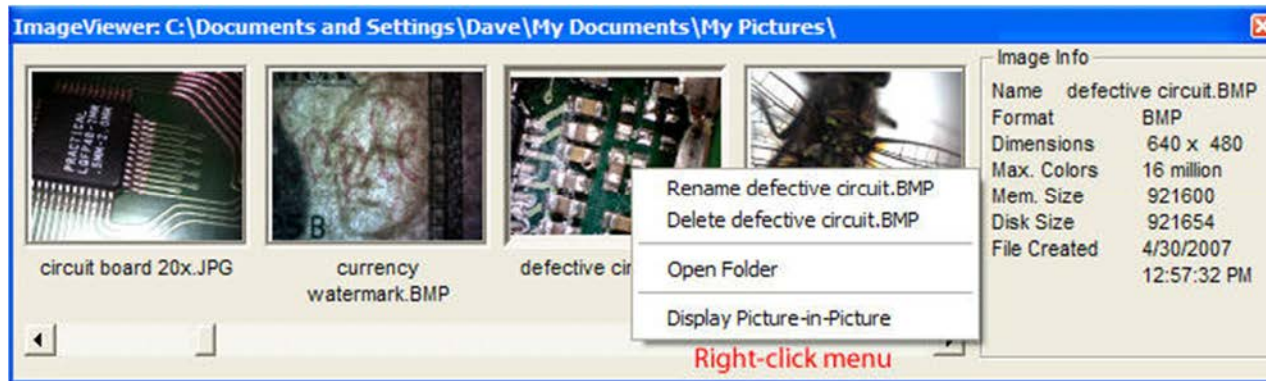 ImageViewer: C:\Documents and Settings\Dave\My Documents\My Pictures\
PRACTICAL
5B
circuit board 20x.JPG
currency
watermark.BMP
defective cir
Rename defective circuit.BMP
Delete defective circuit.BMP
Open Folder
Display Picture-in-Picture
Right-click menu
Image Info
Name defective circuit.BMP
Format BMP
Dimensions 640 x 480
Max. Colors 16 million
Mem. Size 921600
Disk Size 921654
File Created 4/30/2007
12:57:32 PM